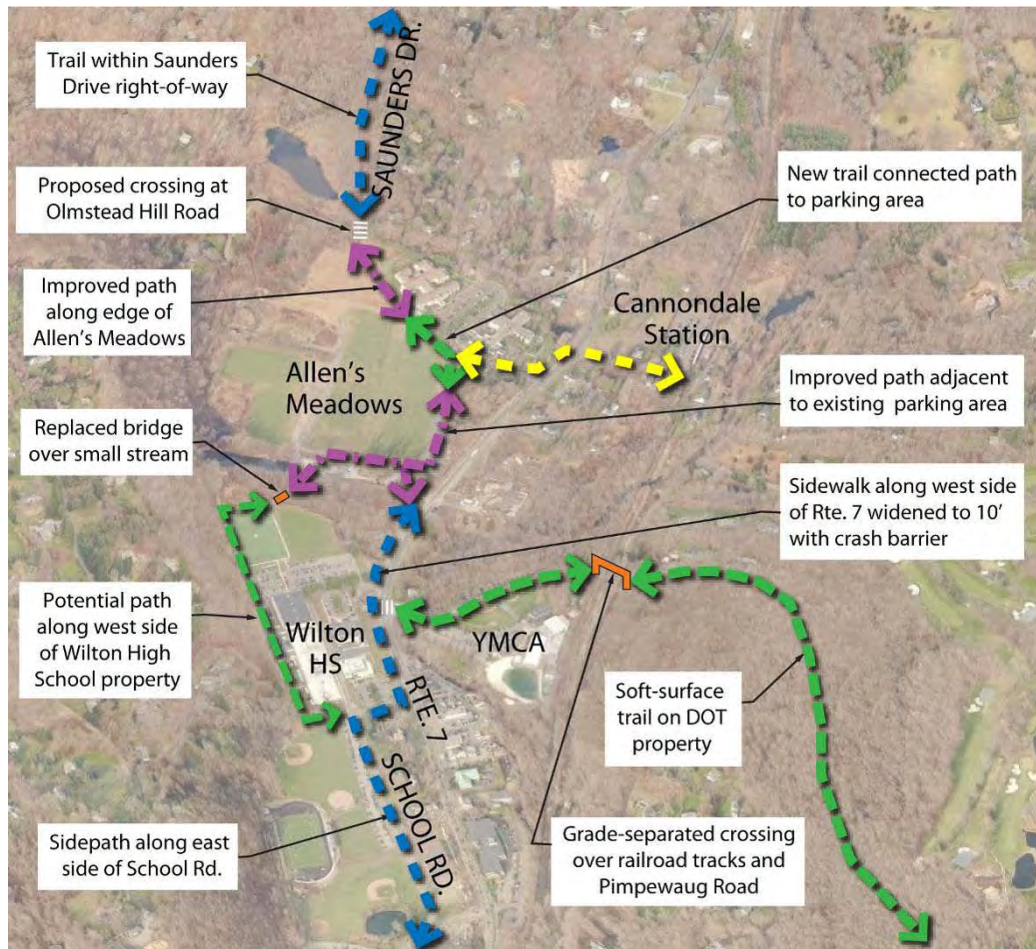 SAUNDERS DR.
Trail within Saunders
Drive right-of-way
Proposed crossing at
Olmstead Hill Road
New trail connected path
to parking area
Improved path
along edge of
Allen's Meadows
Cannondale
Station
Allen's
Meadows
Improved path adjacent
to existing parking area
Replaced bridge
over small stream
Sidewalk along west side
of Rte. 7 widened to 10'
with crash barrier
Potential path
along west side
of Wilton High
School property
Wilton
HS
YMCA
RTE. 7
Soft-surface
trail on DOT
property
SCHOOL RD.
Sidepath along east
side of School Rd.
Grade-separated crossing
over railroad tracks and
Pimpewaug Road